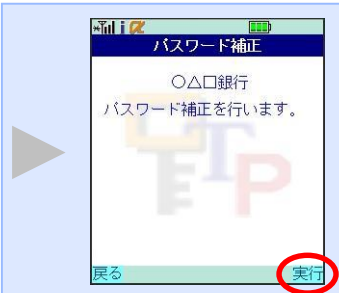 i α
パスワード補正
○△□銀行
パスワード補正を行います。
OTP
戻る 実行